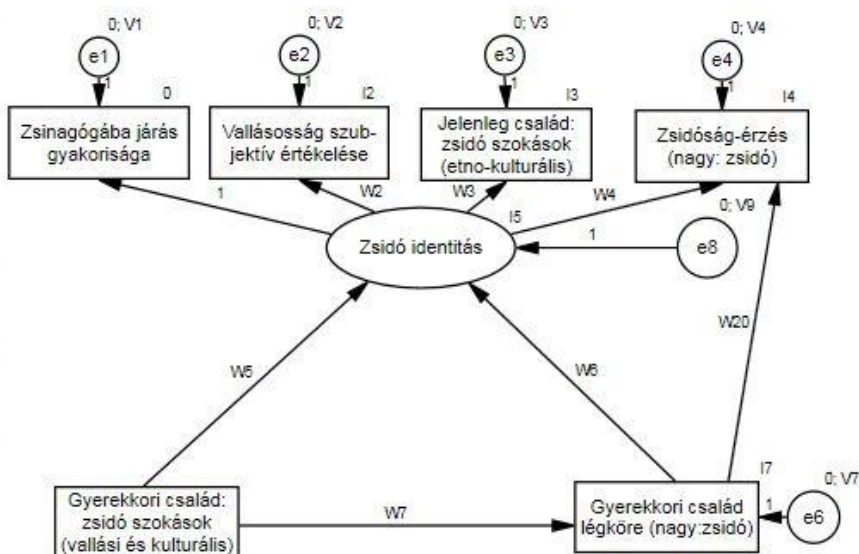 0; V1
0; V2
0; V3
0; V4
e1
e2
e3
e4
1
1
1
1
0
I2
I3
I4
Zsinagógába járás
gyakorisága
Vallásosság szub-
jektív értékelése
Jelenleg család:
zsidó szokások
(etno-kulturális)
Zsidóság-érzés
(nagy: zsidó)
1
W2
W3
W4
I5
Zsidó identitás
1
0; V9
e8
W5
W6
W20
Gyerekkori család:
zsidó szokások
(vallási és kulturális)
W7
I7
Gyerekkori család
légköre (nagy:zsidó)
1
0; V7
e6